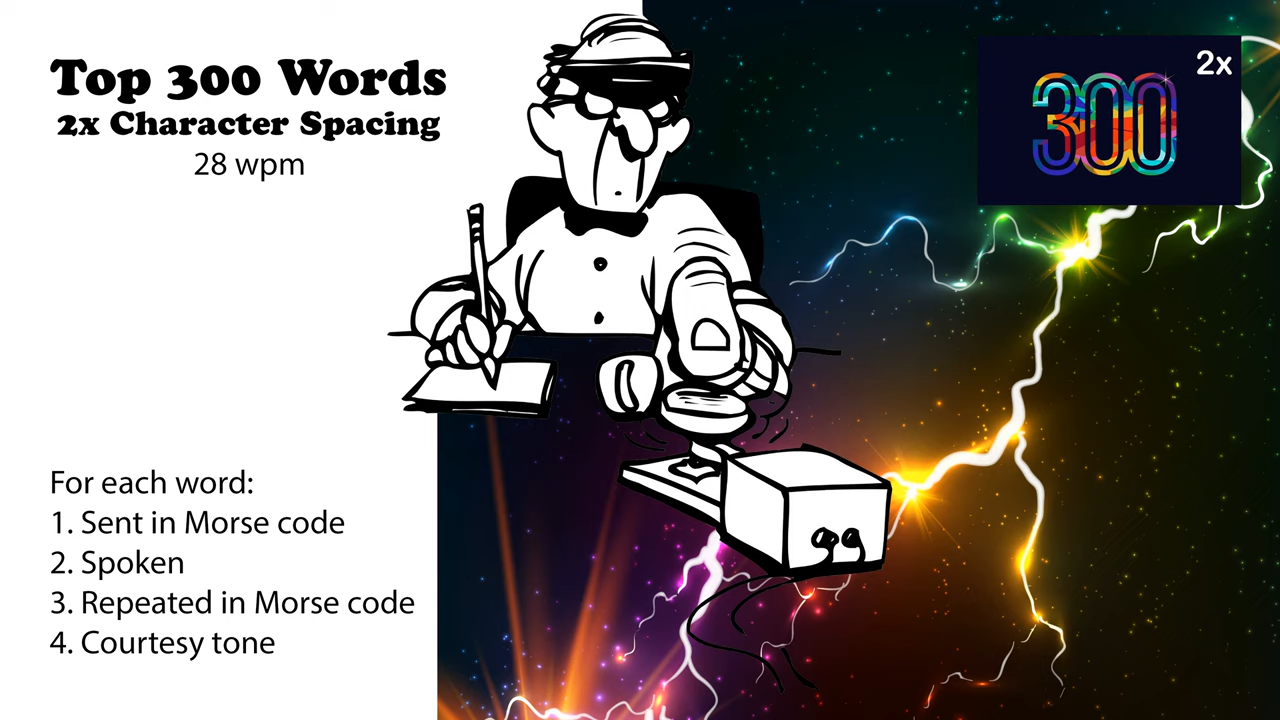 Top 300 Words
2x Character Spacing
28 wpm
2x
300
For each word:
1. Sent in Morse code
2. Spoken
3. Repeated in Morse code
4. Courtesy tone